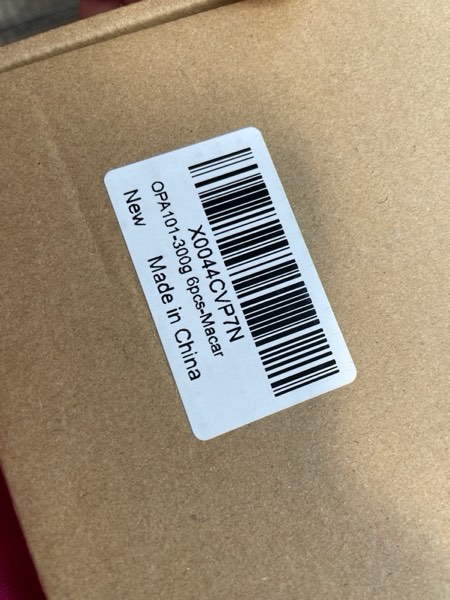 X0044CVP7N
OPA101-300g 6pcs-Macar
New Made in China